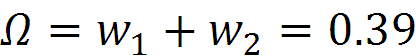 Ω = w₁ + w₂ = 0.39